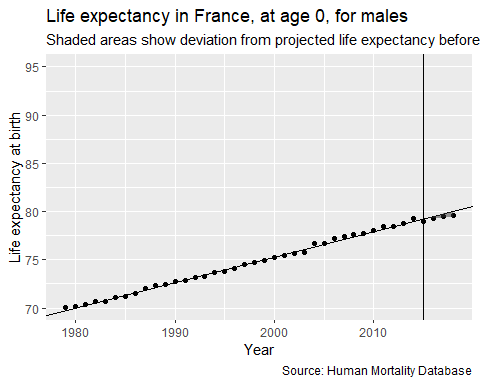 Life expectancy in France, at age 0, for males
Shaded areas show deviation from projected life expectancy before
95
90
85
80
75
70
Life expectancy at birth
1980
1990
2000
2010
Year
Source: Human Mortality Database